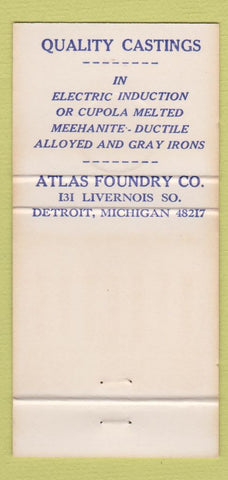 QUALITY CASTINGS
IN
ELECTRIC INDUCTION
OR CUPOLA MELTED
MEEHANITE - DUCTILE
ALLOYED AND GRAY IRONS
ATLAS FOUNDRY CO.
131 LIVERNOIS SO.
DETROIT, MICHIGAN 48217